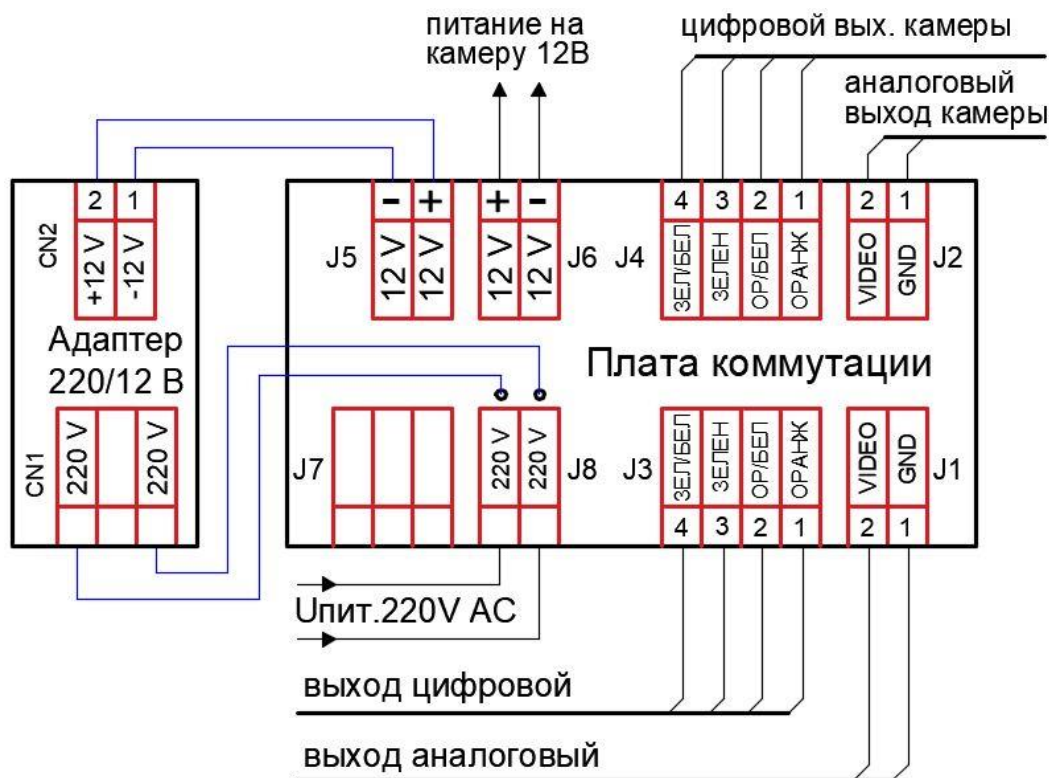 питание на
камеру 12В
цифровой вых. камеры
аналоговый
выход камеры
CN2
2 1
+12 V
-12 V
Адаптер
220/12 В
CN1
220 V
220 V
J5
- +
12 V
12 V
+ -
12 V
12 V
J6
J4
4 3 2 1
ЗЕЛ/БЕЛ
ЗЕЛЕН
ОР/БЕЛ
ОРАНЖ
2 1
VIDEO
GND
J2
Плата коммутации
J7
220 V
220 V
J8
J3
ЗЕЛ/БЕЛ
ЗЕЛЕН
ОР/БЕЛ
ОРАНЖ
4 3 2 1
VIDEO
GND
2 1
J1
Uпит.220V AC
выход цифровой
выход аналоговый